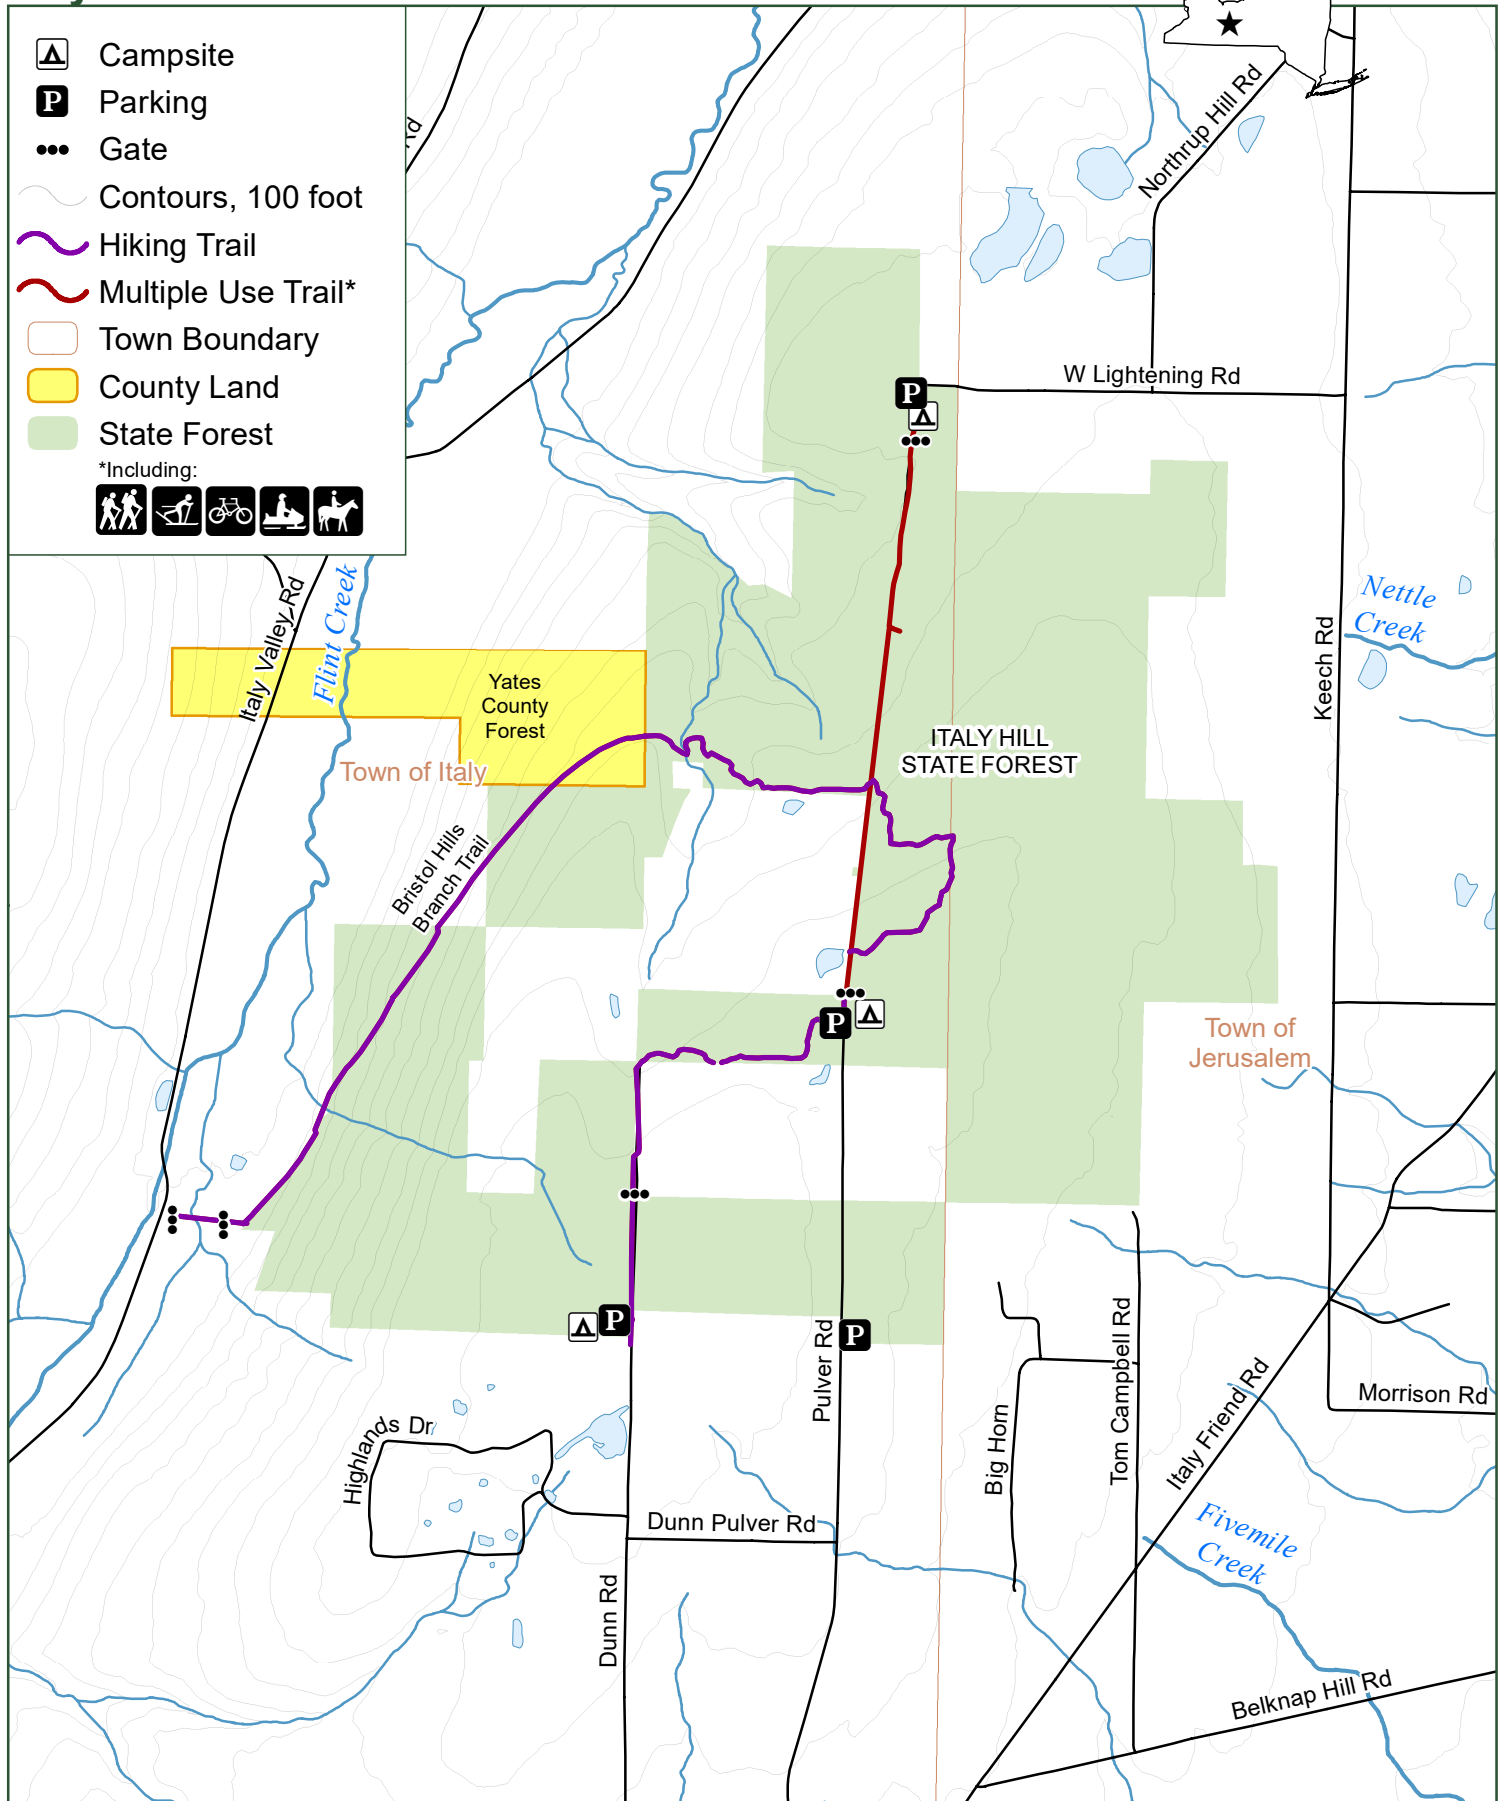 Campsite
P Parking
Gate
Contours, 100 foot
Hiking Trail
Multiple Use Trail*
Town Boundary
County Land
State Forest
*Including:
Rd
Northrup Hill Rd
W Lightening Rd
P
Italy Valley Rd
Flint Creek
Nettle
Creek
Keech Rd
Yates
County
Forest
ITALY HILL
STATE FOREST
Town of Italy
Bristol Hills
Branch Trail
P
Town of
Jerusalem
P
P
Pulver Rd
Tom Campbell Rd
Big Horn
Italy Friend Rd
Morrison Rd
Highlands Dr
Dunn Pulver Rd
Fivemile
Creek
Dunn Rd
Belknap Hill Rd